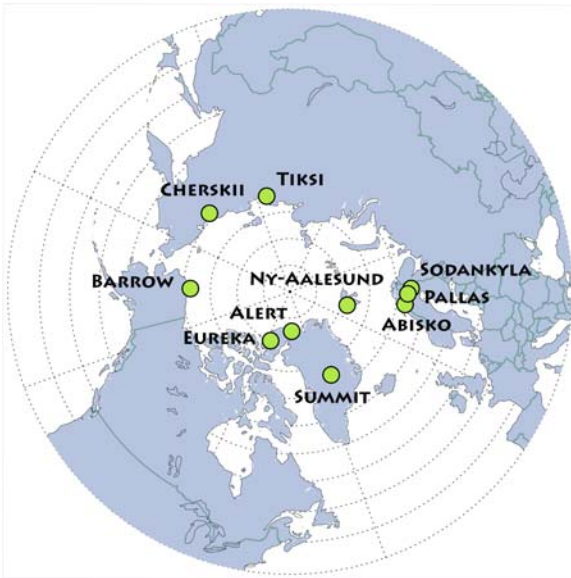 Tiksi
Cherskii
Ny-Aalesund
Sodankyla
Barrow
Pallas
Alert
Abisko
Eureka
Summit